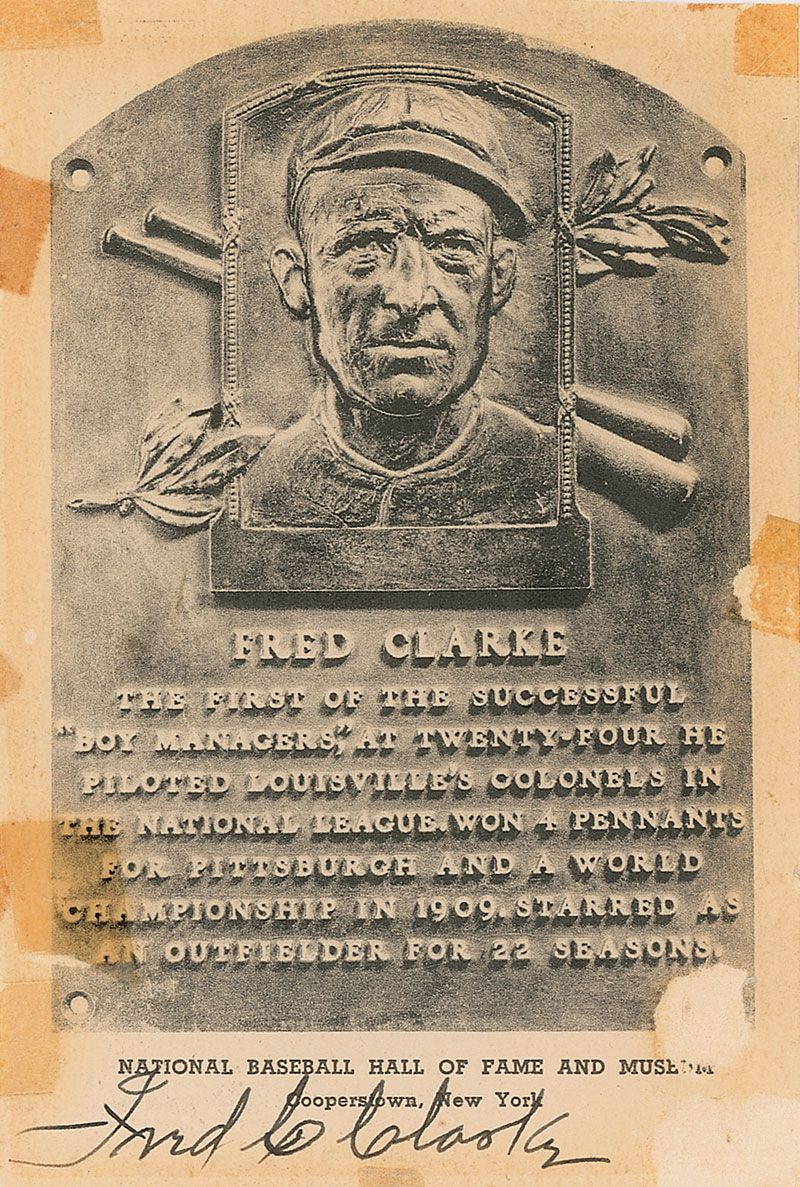 FRED CLARKE
THE FIRST OF THE SUCCESSFUL
"BOY MANAGERS," AT TWENTY-FOUR HE
PILOTED LOUISVILLE'S COLONELS IN
THE NATIONAL LEAGUE. WON 4 PENNANTS
FOR PITTSBURGH AND A WORLD
CHAMPIONSHIP IN 1909. STARRED AS
AN OUTFIELDER FOR 22 SEASONS.
NATIONAL BASEBALL HALL OF FAME AND MUSEUM
Cooperstown, New York
Fred C Clarke